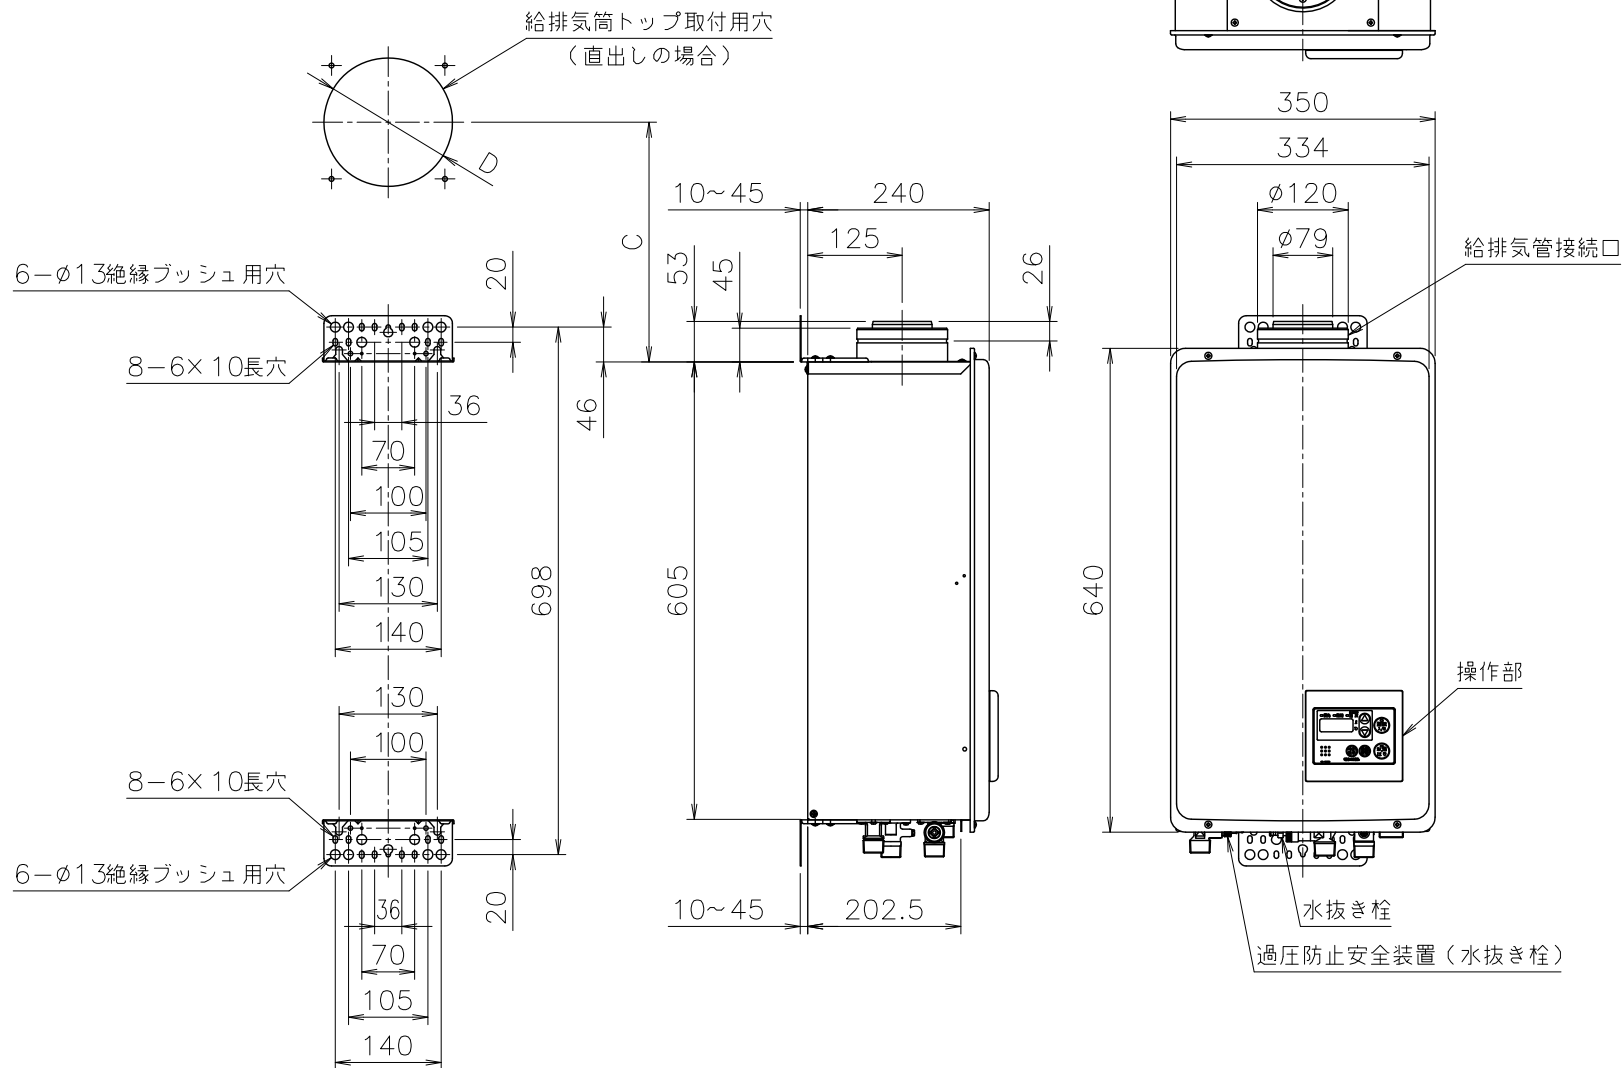 給排気筒トップ取付用穴
（直出しの場合）
D
C
6-φ13絶縁ブッシュ用穴
8-6×10長穴
20
46
36
70
100
105
130
140
698
130
100
8-6×10長穴
6-φ13絶縁ブッシュ用穴
20
36
70
105
140
10~45
240
125
53
45
26
605
10~45
202.5
350
334
φ120
φ79
給排気管接続口
640
操作部
水抜き栓
過圧防止安全装置（水抜き栓）